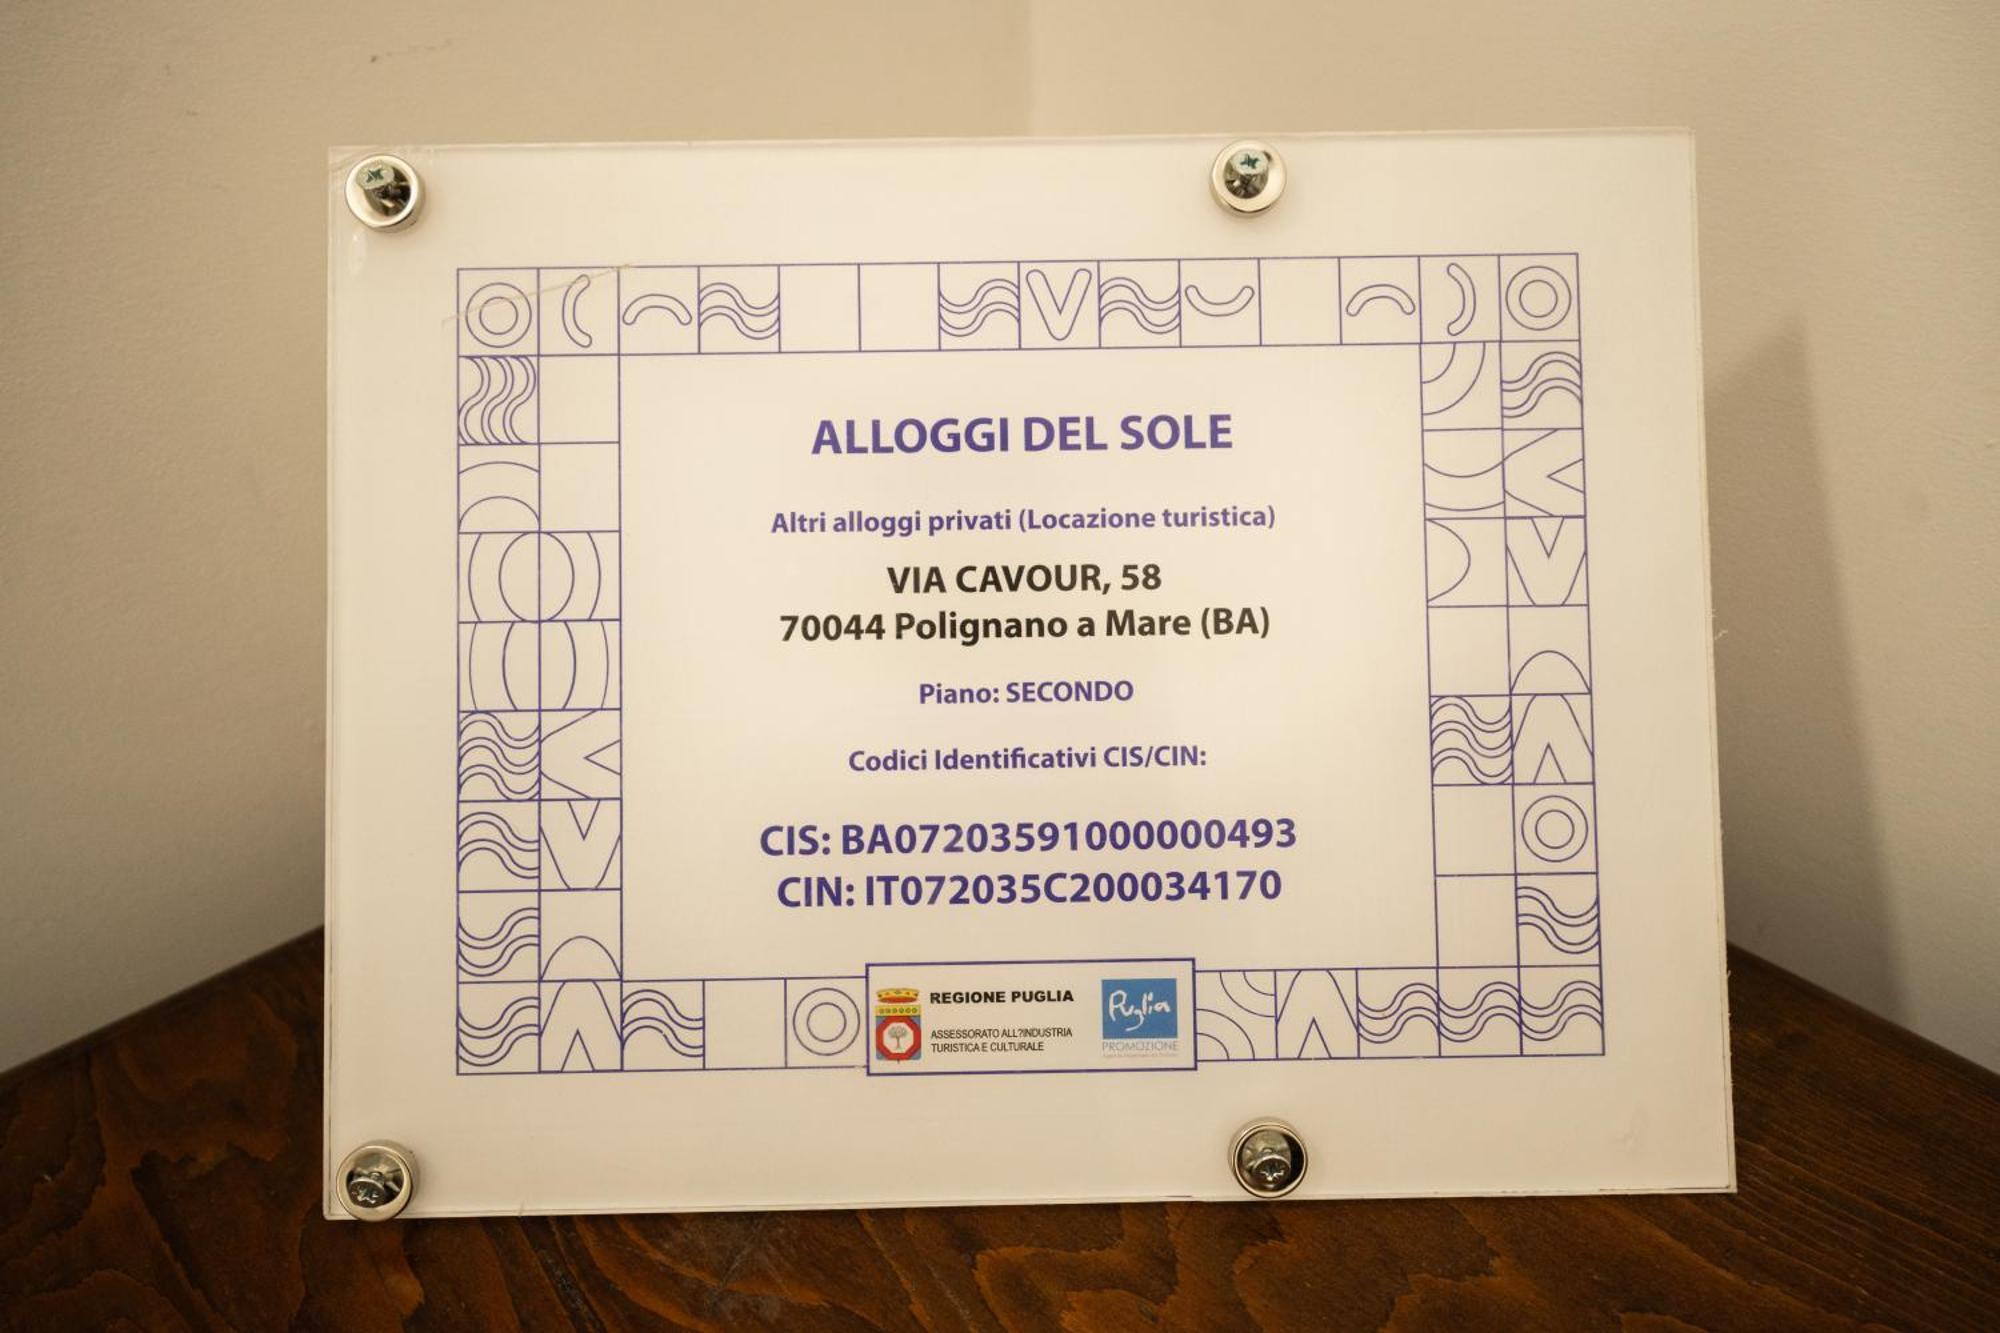 ALLOGGI DEL SOLE
Altri alloggi privati (Locazione turistica)
VIA CAVOUR, 58
70044 Polignano a Mare (BA)
Piano: SECONDO
Codici Identificativi CIS/CIN:
CIS: BA07203591000000493
CIN: IT072035C200034170
REGIONE PUGLIA
ASSESSORATO ALL?INDUSTRIA
TURISTICA E CULTURALE
Puglia
PROMOZIONE